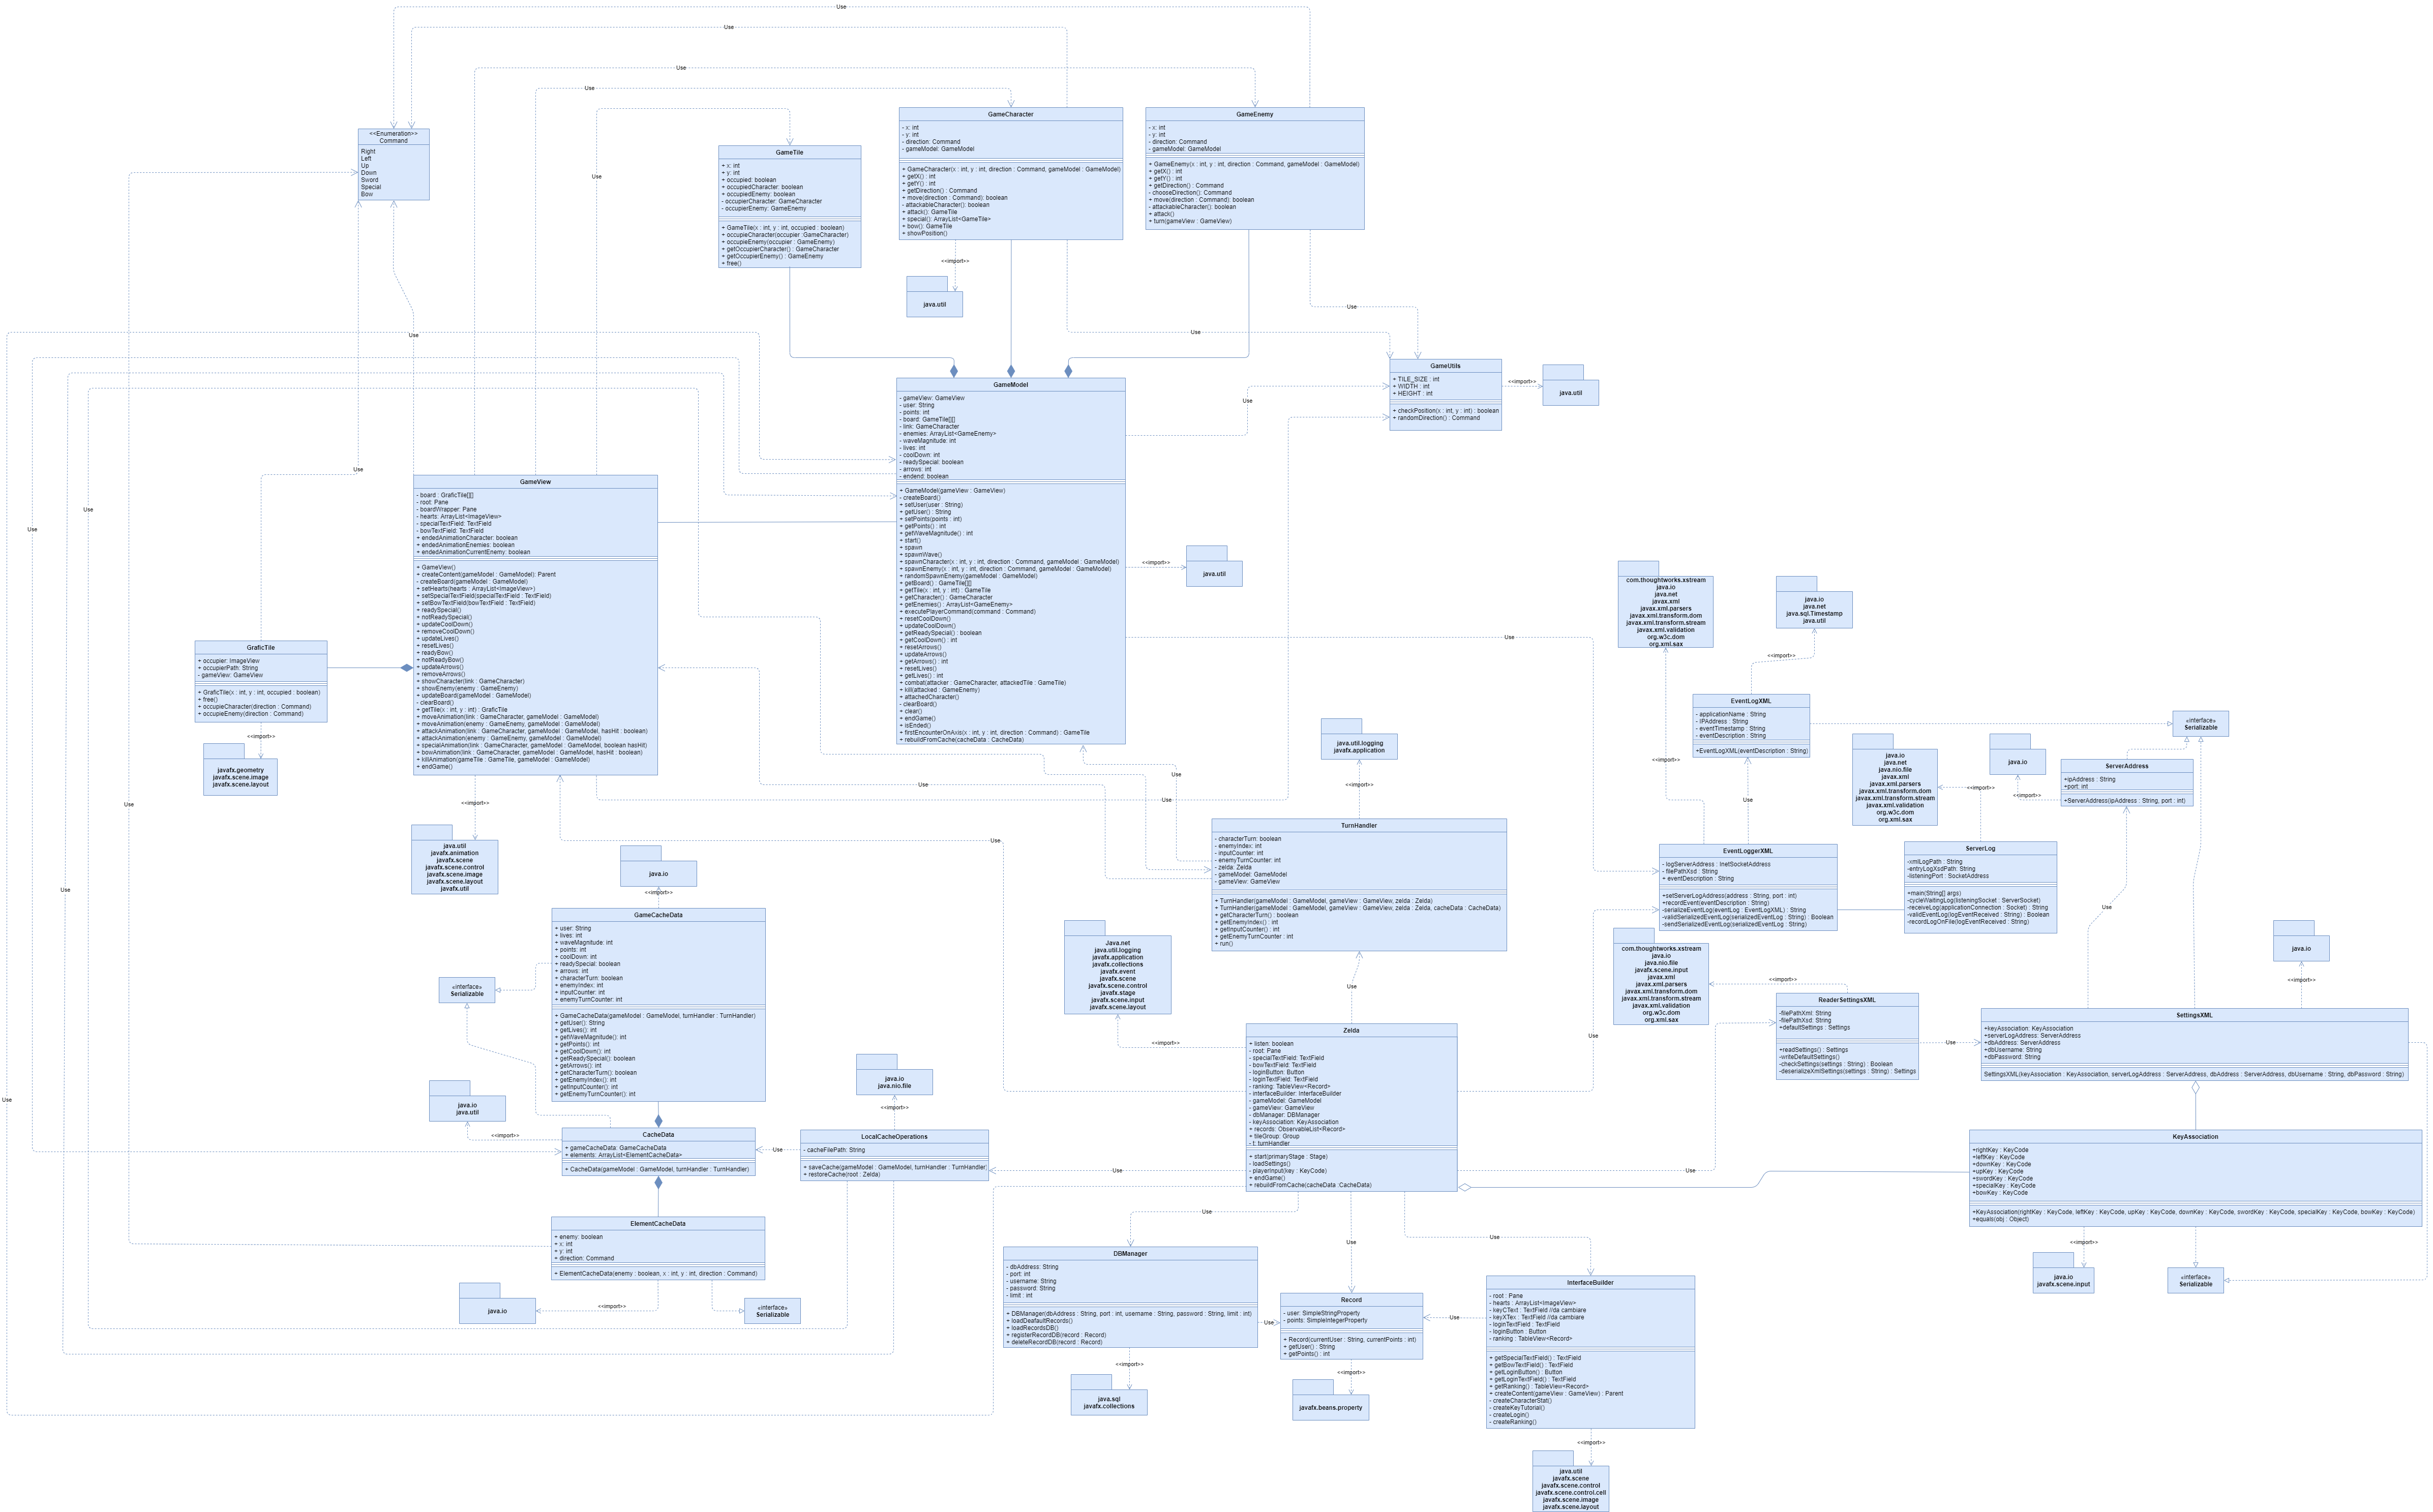 Use
Use
Use
Use
<<Enumeration>>
Command
Right
Left
Up
Down
Sword
Special
Bow
GameTile
+ x: int
+ y: int
+ occupied: boolean
+ occupiedCharacter: boolean
+ occupiedEnemy: boolean
- occupierCharacter: GameCharacter
- occupierEnemy: GameEnemy
+ GameTile(x : int, y : int, occupied : boolean)
+ occupieCharacter(occupier :GameCharacter)
+ occupieEnemy(occupier : GameEnemy)
+ getOccupierCharacter() : GameCharacter
+ getOccupierEnemy() : GameEnemy
+ free()
GameCharacter
- x: int
- y: int
- direction: Command
- gameModel: GameModel
+ GameCharacter(x : int, y : int, direction : Command, gameModel : GameModel)
+ getX() : int
+ getY() : int
+ getDirection() : Command
+ move(direction : Command): boolean
- attackableCharacter(): boolean
+ attack(): GameTile
+ special(): ArrayList<GameTile>
+ bow(): GameTile
+ showPosition()
GameEnemy
- x: int
- y: int
- direction: Command
- gameModel: GameModel
+ GameEnemy(x : int, y : int, direction : Command, gameModel : GameModel)
+ getX() : int
+ getY() : int
+ getDirection() : Command
- chooseDirection(): Command
+ move(direction : Command): boolean
- attackableCharacter(): boolean
+ attack()
+ turn(gameView : GameView)
Use
<<import>>
java.util
Use
Use
Use
GameUtils
+ TILE_SIZE : int
+ WIDTH : int
+ HEIGHT : int
+ checkPosition(x : int, y : int) : boolean
+ randomDirection() : Command
<<import>>
java.util
Use
GameModel
- gameView: GameView
- user: String
- points: int
- board: GameTile[][]
- link: GameCharacter
- enemies: ArrayList<GameEnemy>
- waveMagnitude: int
- lives: int
- coolDown: int
- readySpecial: boolean
- arrows: int
- endend: boolean
+ GameModel(gameView : GameView)
- createBoard()
+ setUser(user : String)
+ getUser() : String
+ setPoints(points : int)
+ getPoints() : int
+ getWaveMagnitude() : int
+ start()
+ spawn
+ spawnWave()
+ spawnCharacter(x : int, y : int, direction : Command, gameModel : GameModel)
+ spawnEnemy(x : int, y : int, direction : Command, gameModel : GameModel)
+ randomSpawnEnemy(gameModel : GameModel)
+ getBoard() : GameTile[][]
+ getTile(x : int, y : int) : GameTile
+ getCharacter() : GameCharacter
+ getEnemies() : ArrayList<GameEnemy>
+ executePlayerCommand(command : Command)
+ resetCoolDown()
+ updateCoolDown()
+ getReadySpecial() : boolean
+ getCoolDown() : int
+ resetArrows()
+ updateArrows()
+ getArrows() : int
+ resetLives()
+ getLives() : int
+ combat(attacker : GameCharacter, attackedTile : GameTile)
+ kill(attacked : GameEnemy)
+ attachedCharacter()
- clearBoard()
+ clear()
+ endGame()
+ isEnded()
+ firstEncounterOnAxis(x : int, y : int, direction : Command) : GameTile
+ rebuildFromCache(cacheData : CacheData)
<<import>>
java.util
Use
Use
Use
Use
GameView
- board : GraficTile[][]
- root: Pane
- boardWrapper: Pane
- hearts: ArrayList<ImageView>
- specialTextField: TextField
- bowTextField: TextField
+ endedAnimationCharacter: boolean
+ endedAnimationEnemies: boolean
+ endedAnimationCurrentEnemy: boolean
+ GameView()
+ createContent(gameModel : GameModel): Parent
- createBoard(gameModel : GameModel)
+ setHearts(hearts : ArrayList<ImageView>)
+ setSpecialTextField(specialTextField : TextField)
+ setBowTextField(bowTextField : TextField)
+ readySpecial()
+ notReadySpecial()
+ updateCoolDown()
+ removeCoolDown()
+ updateLives()
+ resetLives()
+ readyBow()
+ notReadyBow()
+ updateArrows()
+ removeArrows()
+ showCharacter(link : GameCharacter)
+ showEnemy(enemy : GameEnemy)
+ updateBoard(gameModel : GameModel)
- clearBoard()
+ getTile(x : int, y : int) : GraficTile
+ moveAnimation(link : GameCharacter, gameModel : GameModel)
+ moveAnimation(enemy : GameEnemy, gameModel : GameModel)
+ attackAnimation(link : GameCharacter, gameModel : GameModel, hasHit : boolean)
+ attackAnimation(enemy : GameEnemy, gameModel : GameModel)
+ specialAnimation(link : GameCharacter, gameModel : GameModel, boolean hasHit)
+ bowAnimation(link : GameCharacter, gameModel : GameModel, hasHit : boolean)
+ killAnimation(gameTile : GameTile, gameModel : GameModel)
+ endGame()
GraficTile
+ occupier: ImageView
+ occupierPath: String
- gameView: GameView
+ GraficTile(x : int, y : int, occupied : boolean)
+ free()
+ occupieCharacter(direction : Command)
+ occupieEnemy(direction : Command)
<<import>>
javafx.geometry
javafx.scene.image
javafx.scene.layout
<<import>>
java.util
javafx.animation
javafx.scene
javafx.scene.control
javafx.scene.image
javafx.scene.layout
javafx.util
Use
Use
Use
Use
Use
Use
com.thoughtworks.xstream
java.io
java.net
javax.xml
javax.xml.parsers
javax.xml.transform.dom
javax.xml.transform.stream
javax.xml.validation
org.w3c.dom
org.xml.sax
<<import>>
java.io
java.net
java.sql.Timestamp
java.util
<<import>>
EventLogXML
- applicationName : String
- IPAddress : String
- eventTimestamp : String
- eventDescription : String
+EventLogXML(eventDescription : String)
«interface»
Serializable
java.io
<<import>>
ServerAddress
+ipAddress : String
+port: int
+ServerAddress(ipAddress : String, port : int)
java.io
java.net
java.nio.file
javax.xml
javax.xml.parsers
javax.xml.transform.dom
javax.xml.transform.stream
javax.xml.validation
org.w3c.dom
org.xml.sax
<<import>>
Use
java.util.logging
javafx.application
<<import>>
TurnHandler
- characterTurn: boolean
- enemyIndex: int
- inputCounter: int
- enemyTurnCounter: int
- zelda: Zelda
- gameModel: GameModel
- gameView: GameView
+ TurnHandler(gameModel : GameModel, gameView : GameView, zelda : Zelda)
+ TurnHandler(gameModel : GameModel, gameView : GameView, zelda : Zelda, cacheData : CacheData)
+ getCharacterTurn() : boolean
+ getEnemyIndex() : int
+ getInputCounter() : int
+ getEnemyTurnCounter : int
+ run()
EventLoggerXML
- logServerAddress : InetSocketAddress
- filePathXsd : String
+ eventDescription : String
+setServerLogAddress(address : String, port : int)
+recordEvent(eventDescription : String)
-serializeEventLog(eventLog : EventLogXML) : String
-validSerializedEventLog(serializedEventLog : String) : Boolean
-sendSerializedEventLog(serializedEventLog : String)
ServerLog
-xmlLogPath : String
-entryLogXsdPath: String
-listeningPort : SocketAddress
+main(String[] args)
-cycleWaitingLog(listeningSocket : ServerSocket)
-receiveLog(applicationConnection : Socket) : String
-validEventLog(logEventReceived : String) : Boolean
-recordLogOnFile(logEventReceived : String)
Use
java.io
<<import>>
java.io
<<import>>
GameCacheData
+ user: String
+ lives: int
+ waveMagnitude: int
+ points: int
+ coolDown: int
+ readySpecial: boolean
+ arrows: int
+ characterTurn: boolean
+ enemyIndex: int
+ inputCounter: int
+ enemyTurnCounter: int
+ GameCacheData(gameModel : GameModel, turnHandler : TurnHandler)
+ getUser(): String
+ getLives(): int
+ getWaveMagnitude(): int
+ getPoints(): int
+ getCoolDown(): int
+ getReadySpecial(): boolean
+ getArrows(): int
+ getCharacterTurn(): boolean
+ getEnemyIndex(): int
+ getInputCounter(): int
+ getEnemyTurnCounter(): int
«interface»
Serializable
java.io
java.util
<<import>>
Java.net
java.util.logging
javafx.application
javafx.collections
javafx.event
javafx.scene
javafx.scene.control
javafx.stage
javafx.scene.input
javafx.scene.layout
<<import>>
Use
Use
com.thoughtworks.xstream
java.io
java.nio.file
javafx.scene.input
javax.xml
javax.xml.parsers
javax.xml.transform.dom
javax.xml.transform.stream
javax.xml.validation
org.w3c.dom
org.xml.sax
<<import>>
ReaderSettingsXML
-filePathXml: String
-filePathXsd: String
+defaultSettings : Settings
+readSettings() : Settings
-writeDefaultSettings()
-checkSettings(settings : String) : Boolean
-deserializeXmlSettings(settings : String) : Settings
Use
SettingsXML
+keyAssociation: KeyAssociation
+serverLogAddress: ServerAddress
+dbAddress: ServerAddress
+dbUsername: String
+dbPassword: String
SettingsXML(keyAssociation : KeyAssociation, serverLogAddress : ServerAddress, dbAddress : ServerAddress, dbUsername : String, dbPassword : String)
Zelda
+ listen: boolean
- root: Pane
- specialTextField: TextField
- bowTextField: TextField
- loginButton: Button
- loginTextField: TextField
- ranking: TableView<Record>
- interfaceBuilder: InterfaceBuilder
- gameModel: GameModel
- gameView: GameView
- dbManager: DBManager
- keyAssociation: KeyAssociation
+ records: ObservableList<Record>
+ tileGroup: Group
- t: turnHandler
+ start(primaryStage : Stage)
- loadSettings()
- playerInput(key : KeyCode)
+ endGame()
+ rebuildFromCache(cacheData :CacheData)
java.io
java.nio.file
<<import>>
CacheData
+ gameCacheData: GameCacheData
+ elements: ArrayList<ElementCacheData>
+ CacheData(gameModel : GameModel, turnHandler : TurnHandler)
Use
LocalCacheOperations
- cacheFilePath: String
+ saveCache(gameModel : GameModel, turnHandler : TurnHandler)
+ restoreCache(root : Zelda)
Use
Use
KeyAssociation
+rightKey : KeyCode
+leftKey : KeyCode
+downKey : KeyCode
+upKey : KeyCode
+swordKey : KeyCode
+specialKey : KeyCode
+bowKey : KeyCode
+KeyAssociation(rightKey : KeyCode, leftKey : KeyCode, upKey : KeyCode, downKey : KeyCode, swordKey : KeyCode, specialKey : KeyCode, bowKey : KeyCode)
+equals(obj : Object)
<<import>>
java.io
javafx.scene.input
«interface»
Serializable
ElementCacheData
+ enemy: boolean
+ x: int
+ y: int
+ direction: Command
+ ElementCacheData(enemy : boolean, x : int, y : int, direction : Command)
java.io
<<import>>
«interface»
Serializable
Use
Use
Use
Use
Use
DBManager
- dbAddress: String
- port: int
- username: String
- password: String
- limit : int
+ DBManager(dbAddress : String, port : int, username : String, password : String, limit : int)
+ loadDeafaultRecords()
+ loadRecordsDB()
+ registerRecordDB(record : Record)
+ deleteRecordDB(record : Record)
Use
<<import>>
java.sql
javafx.collections
Record
- user: SimpleStringProperty
- points: SimpleIntegerProperty
+ Record(currentUser : String, currentPoints : int)
+ getUser() : String
+ getPoints() : int
<<import>>
javafx.beans.property
Use
InterfaceBuilder
- root : Pane
- hearts : ArrayList<ImageView>
- keyCText : TextField //da cambiare
- keyXTex : TextField //da cambiare
- loginTextField : TextField
- loginButton : Button
- ranking : TableView<Record>
+ getSpecialTextField() : TextField
+ getBowTextField() : TextField
+ getLoginButton() : Button
+ getLoginTextField() : TextField
+ getRanking() : TableView<Record>
+ createContent(gameView : GameView) : Parent
- createCharacterStat()
- createKeyTutorial()
- createLogin()
- createRanking()
<<import>>
java.util
javafx.scene
javafx.scene.control
javafx.scene.control.cell
javafx.scene.image
javafx.scene.layout